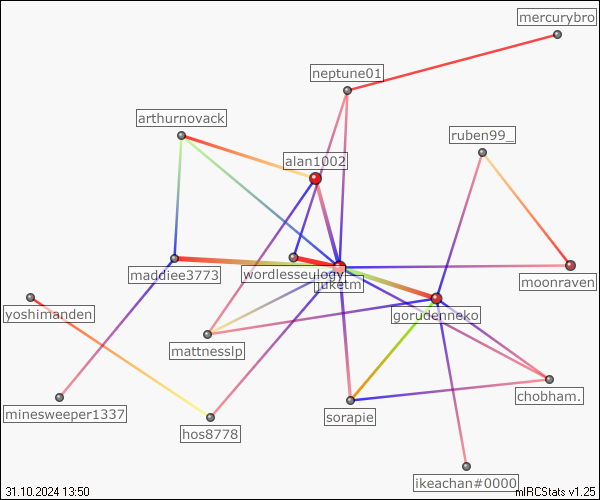 mercurybro
neptune01
arthurnovack
ruben99_
alan1002
maddiee3773
wordlesseulogy
juketm
moonraven
yoshimanden
gorudenneko
mattnesslp
chobham.
minesweeper1337
sorapie
hos8778
ikeachan#0000
31.10.2024 13:50
mIRCStats v1.25